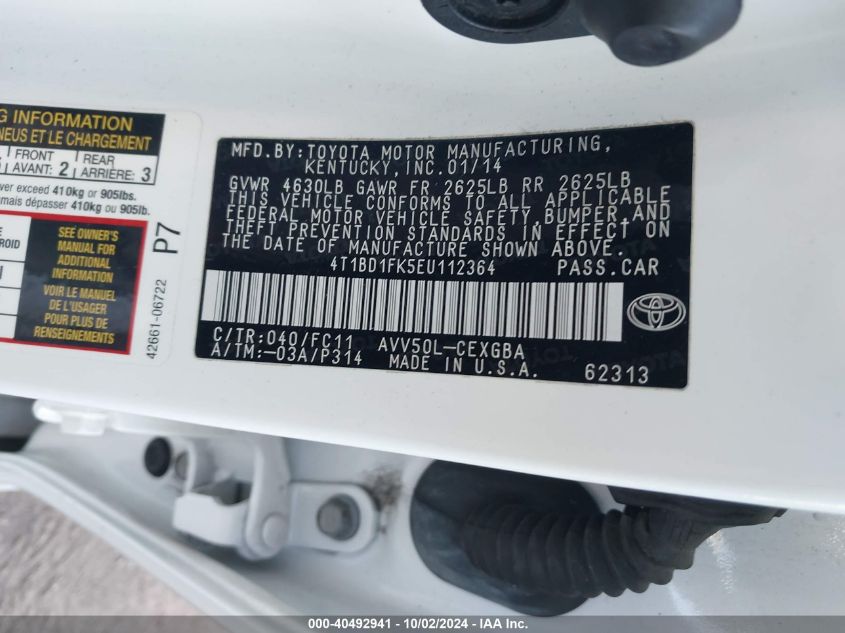 G INFORMATION
NEUS ET LE CHARGEMENT
FRONT
AVANT: 2
REAR
ARRIÈRE: 3
ver exceed 410kg or 905lbs.
mais dépasser 410kg ou 905lb.
SEE OWNER'S
MANUAL FOR
ADDITIONAL
INFORMATION
VOIR LE MANUEL
DE L'USAGER
POUR PLUS DE
RENSEIGNEMENTS
P7
42661-06722
MFD.BY:TOYOTA MOTOR MANUFACTURING,
KENTUCKY,INC.01/14
GVWR 4630LB GAWR FR 2625LB RR 2625LB
THIS VEHICLE CONFORMS TO ALL APPLICABLE
FEDERAL MOTOR VEHICLE SAFETY,BUMPER,AND
THEFT PREVENTION STANDARDS IN EFFECT ON
THE DATE OF MANUFACTURE SHOWN ABOVE.
4T1BD1FK5EU112364 PASS.CAR
C/TR:040/FC11 AVV50L-CEXGBA
A/TM:-03A/P314 MADE IN U.S.A. 62313
TOYOTA
000-40492941 - 10/02/2024 - IAA Inc.